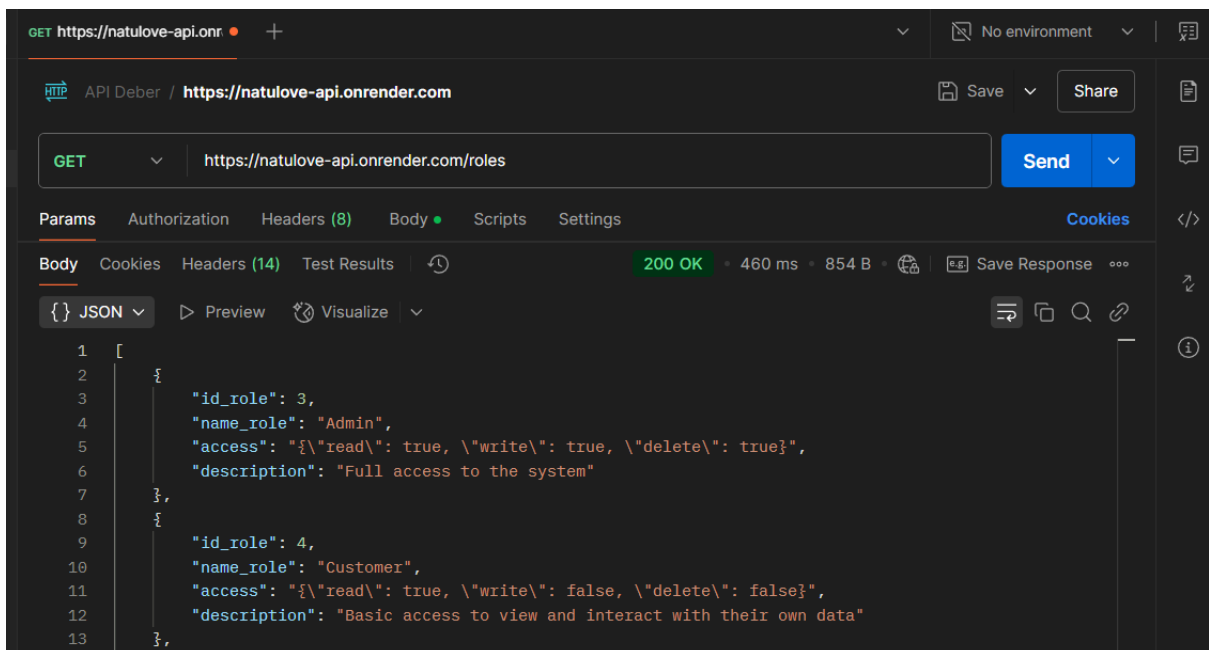 GET https://natulove-api.onr
No environment
HTTP API Deber / https://natulove-api.onrender.com
Save
Share
GET https://natulove-api.onrender.com/roles
Send
Params Authorization Headers (8) Body Scripts Settings
Cookies
Body Cookies Headers (14) Test Results
200 OK 460 ms 854 B
e.g. Save Response
{} JSON Preview Visualize
1 [
2 {
3 "id_role": 3,
4 "name_role": "Admin",
5 "access": "{\"read\": true, \"write\": true, \"delete\": true}",
6 "description": "Full access to the system"
7 },
8 {
9 "id_role": 4,
10 "name_role": "Customer",
11 "access": "{\"read\": true, \"write\": false, \"delete\": false}",
12 "description": "Basic access to view and interact with their own data"
13 },